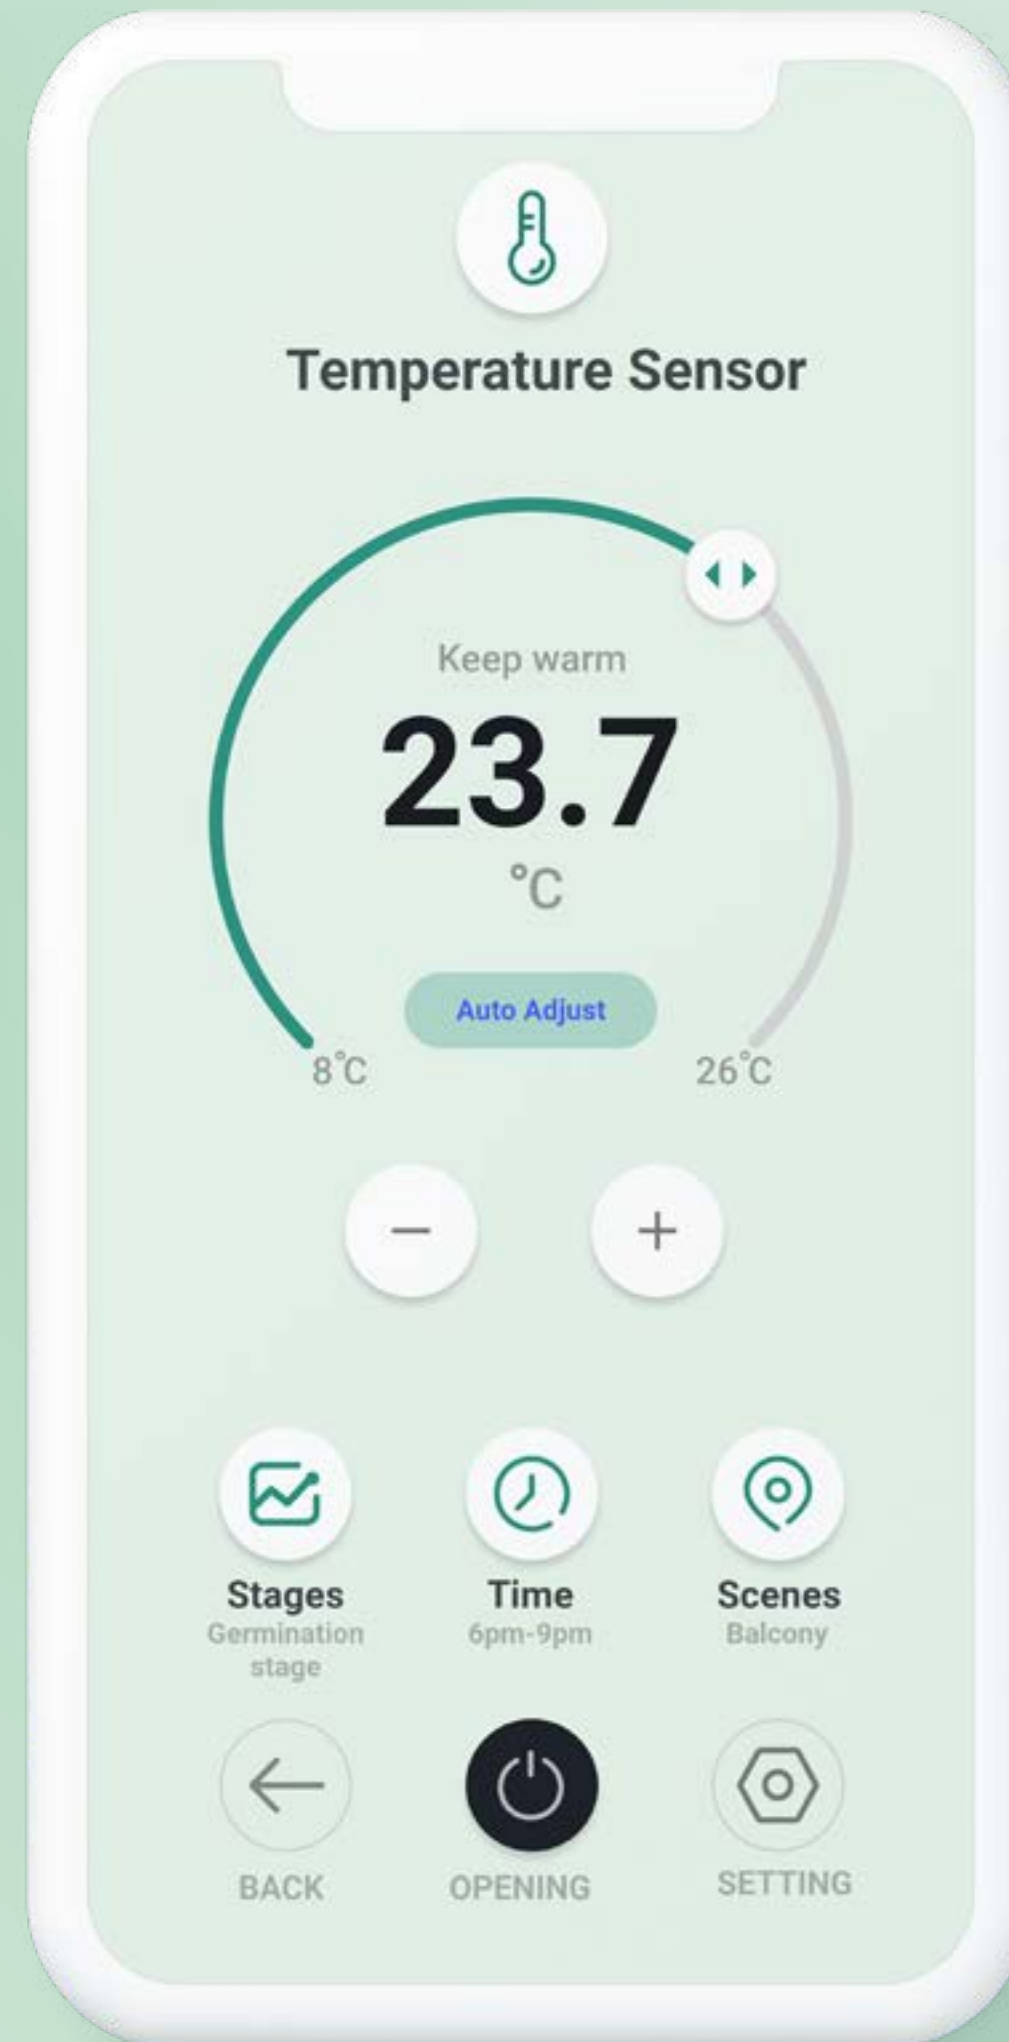 Temperature Sensor
Keep warm
23.7
°C
Auto Adjust
8°C
26°C
Stages
Germination
stage
Time
6pm-9pm
Scenes
Balcony
BACK
OPENING
SETTING